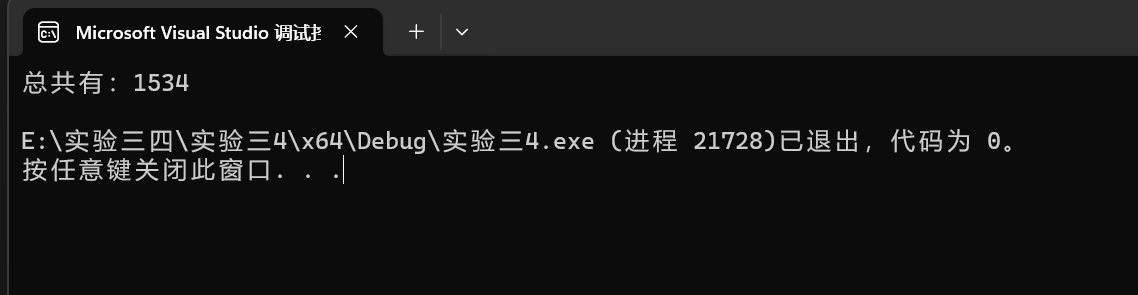 Microsoft Visual Studio 调试
总共有：1534
E:\实验三四\实验三4\x64\Debug\实验三4.exe (进程 21728)已退出，代码为 0。
按任意键关闭此窗口. . .